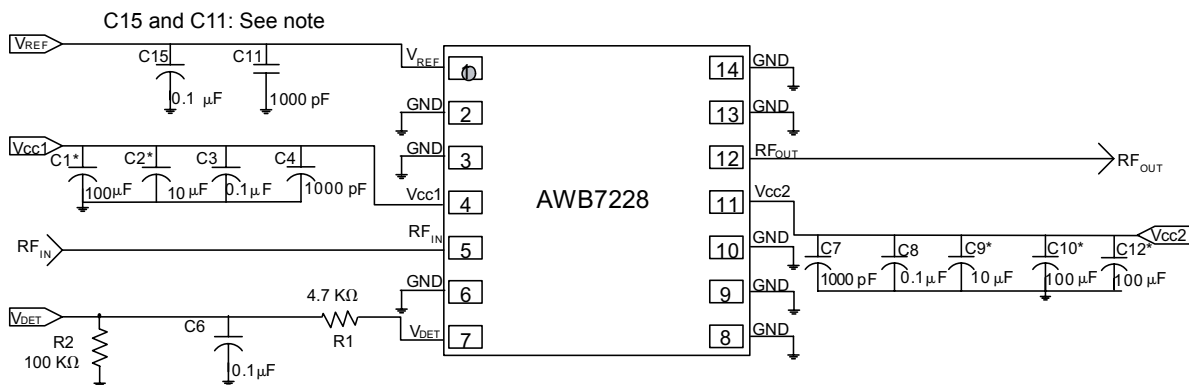 C15 and C11: See note
VREF
C15
0.1 µF
C11
1000 pF
VREF
1
GND
2
GND
3
Vcc1
C1*
100µF
C2*
10 µF
C3
0.1µF
C4
1000 pF
Vcc1
4
RFIN
RFIN
5
GND
6
VDET
R2
100 KΩ
C6
0.1µF
4.7 KΩ
R1
VDET
7
AWB7228
14
GND
13
GND
12
RFOUT
RFOUT
11
Vcc2
Vcc2
10
GND
C7
1000 pF
C8
0.1µF
C9*
10 µF
C10*
100 µF
C12*
100 µF
9
GND
8
GND